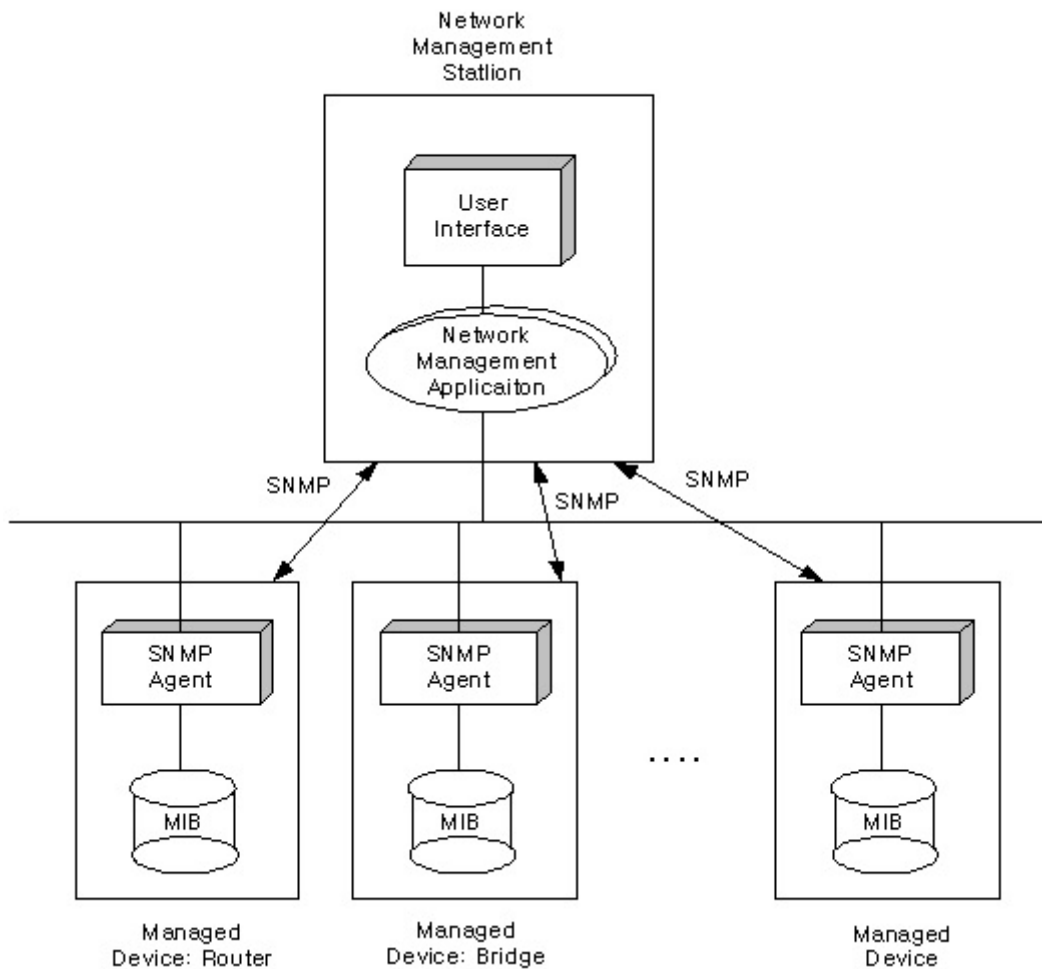 Network
Management
Statlion
User
Interface
Network
Management
Applicaiton
SNMP
SNMP
SNMP
SNMP
Agent
SNMP
Agent
SNMP
Agent
....
MIB
MIB
MIB
Managed
Device: Router
Managed
Device: Bridge
Managed
Device